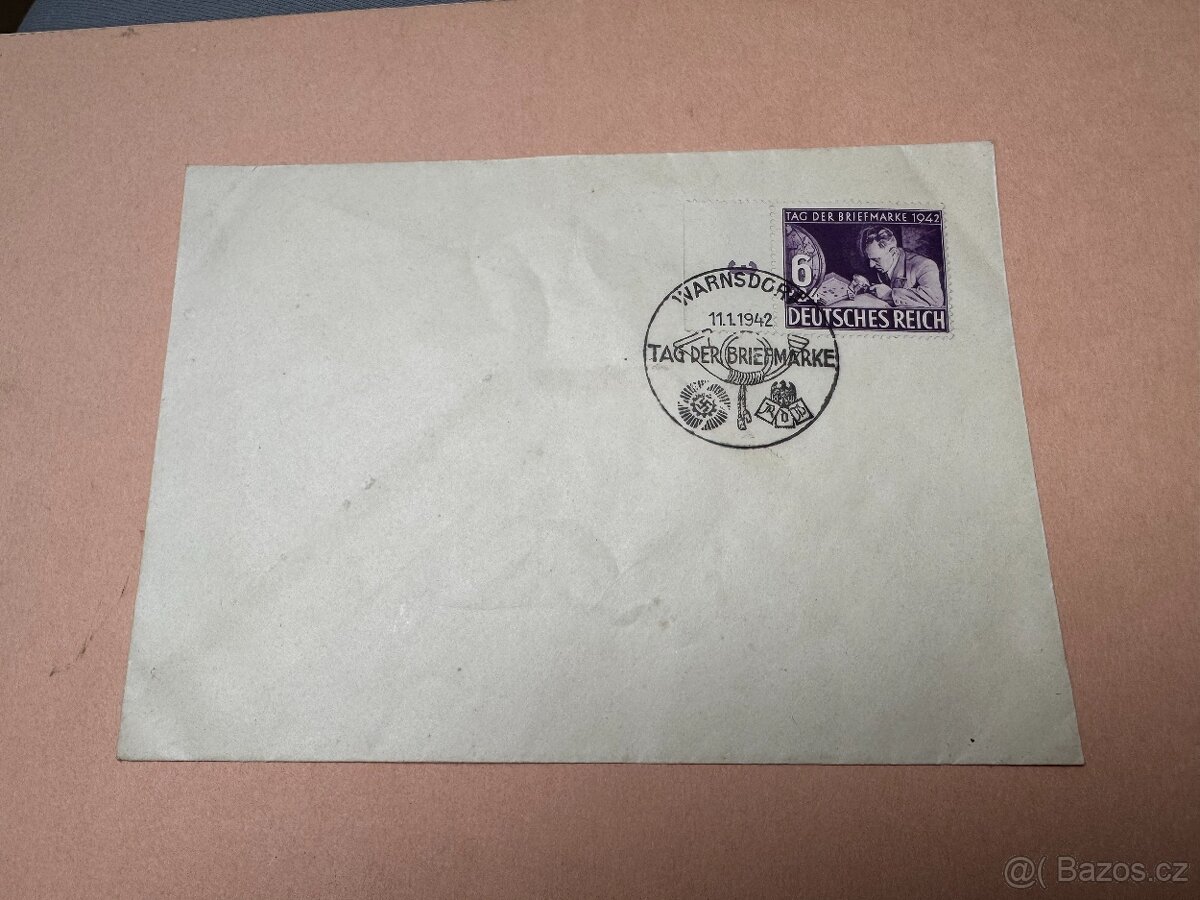 TAG DER BRIEFMARKE 1942
6
DEUTSCHES REICH
WARNSDORF
11.1.1942
TAG DER BRIEFMARKE
R D P
@( Bazos.cz